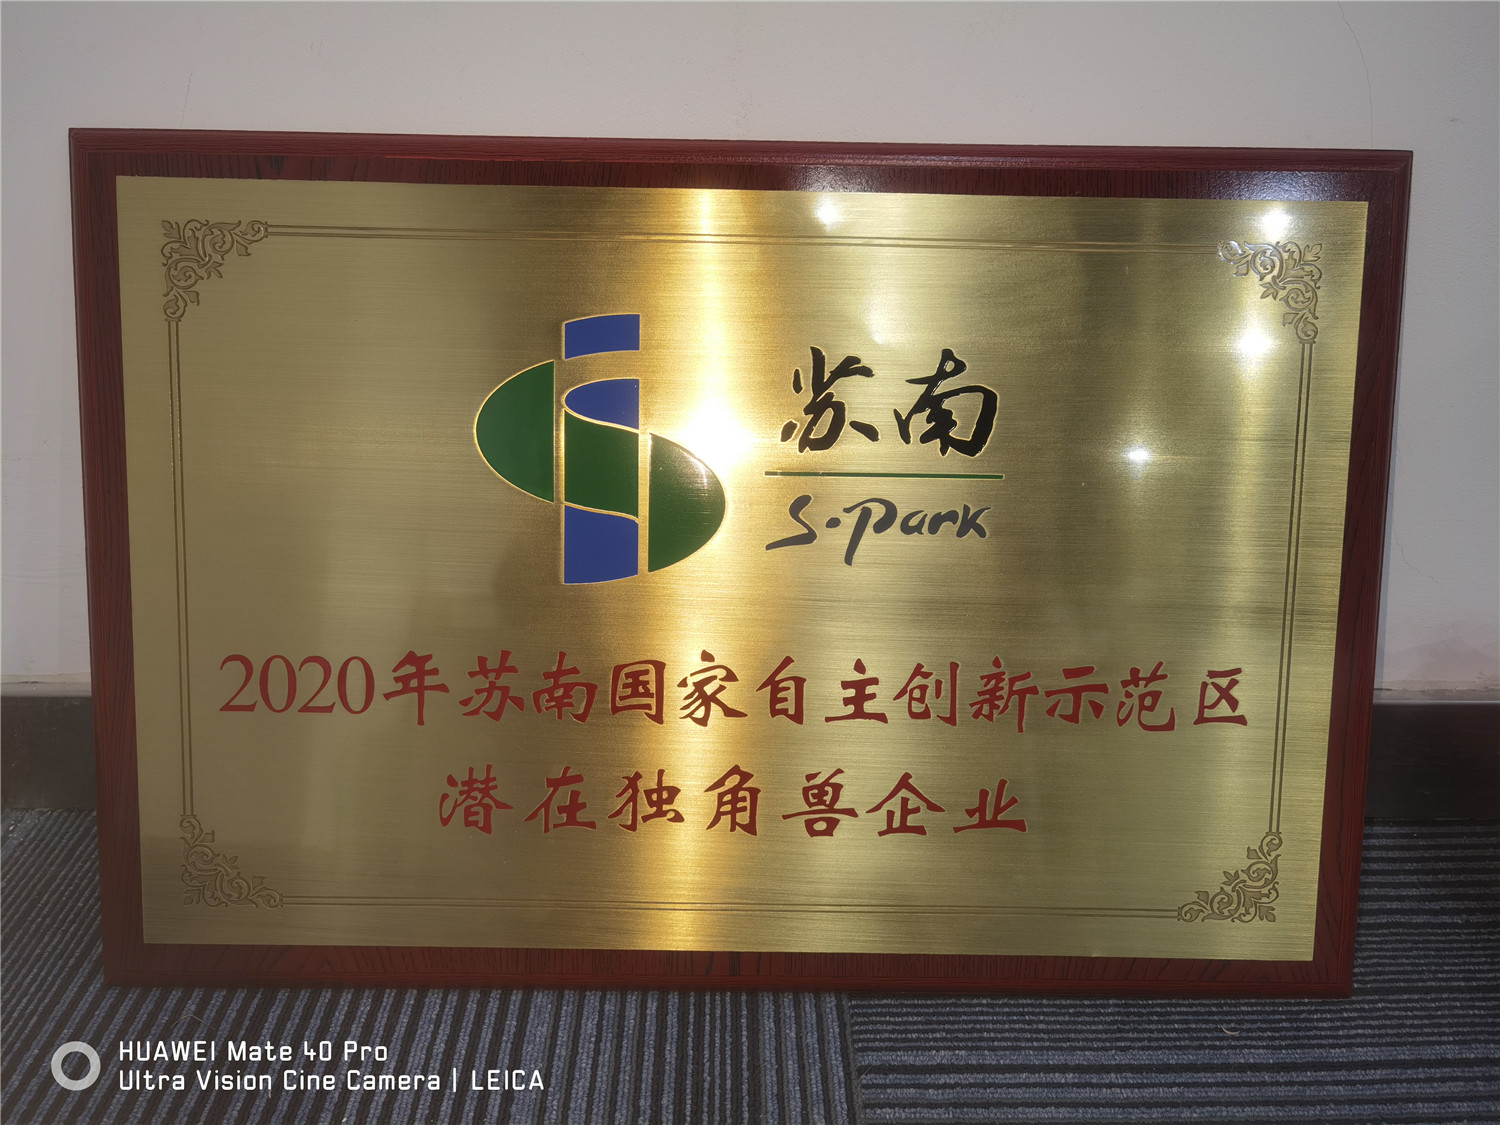 苏南
S·Park
2020年苏南国家自主创新示范区
潜在独角兽企业
HUAWEI Mate 40 Pro
Ultra Vision Cine Camera | LEICA